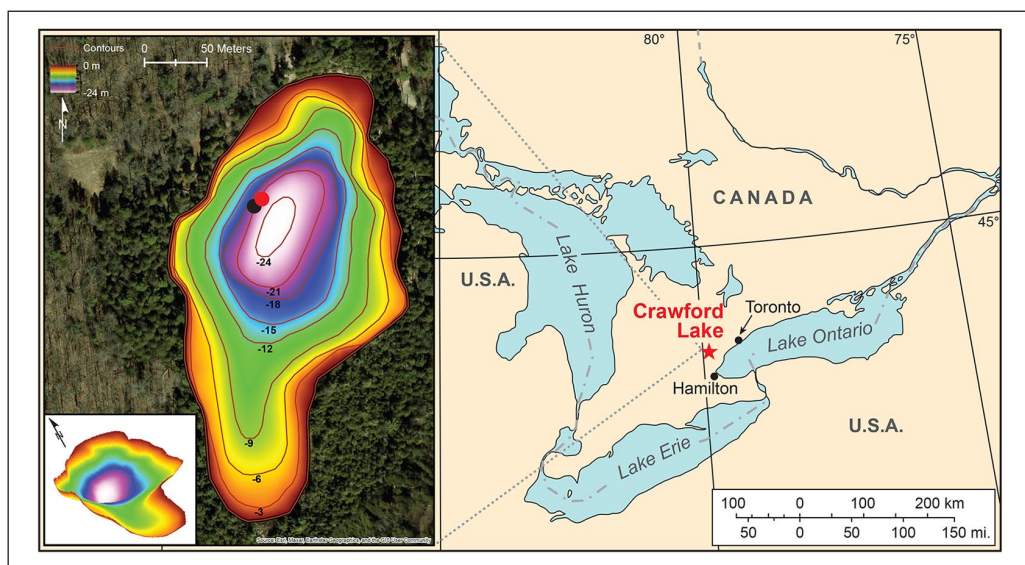 Contours
0 50 Meters
0 m
-24 m
N
-24
-21
-18
-15
-12
-9
-6
-3
N
Source: Esri, Maxar, Earthstar Geographics, and the GIS User Community
80°
75°
CANADA
45°
U.S.A.
Lake Huron
Crawford
Lake
Toronto
Lake Ontario
Hamilton
U.S.A.
Lake Erie
100 0 100 200 km
50 0 50 100 150 mi.